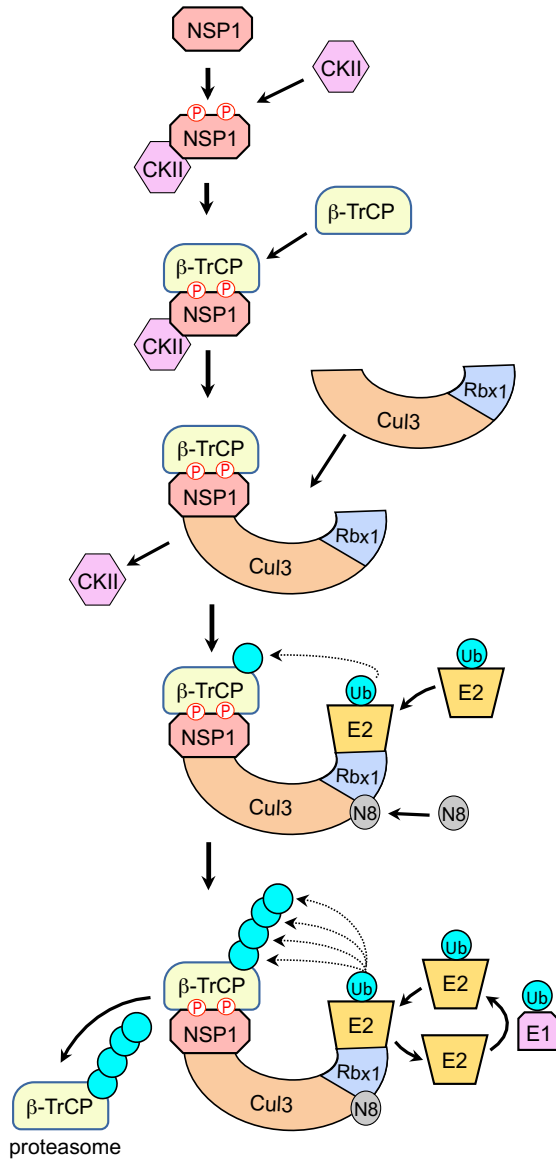 NSP1
CKII
P P
NSP1
CKII
β-TrCP
β-TrCP
P P
NSP1
CKII
Rbx1
Cul3
β-TrCP
P P
NSP1
Rbx1
Cul3
CKII
Ub
Ub
β-TrCP
E2
E2
P P
NSP1
Rbx1
Cul3
N8
N8
Ub
Ub
Ub
β-TrCP
E2
E2
E1
P P
NSP1
E2
Rbx1
Cul3
N8
β-TrCP
proteasome